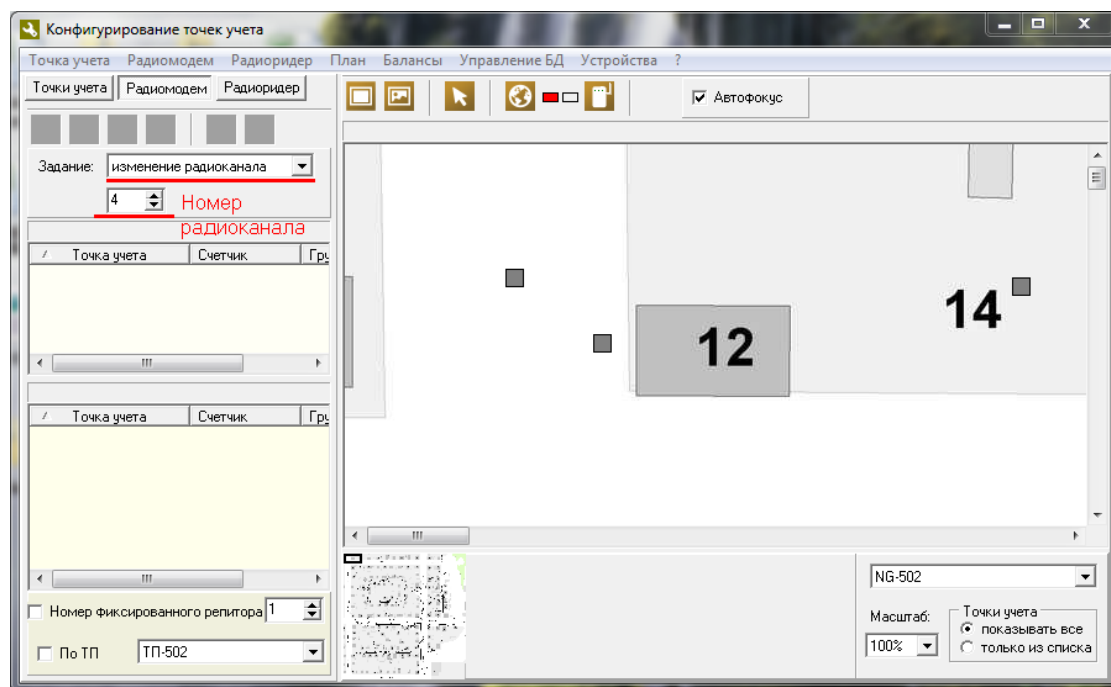 Конфигурирование точек учета
Точка учета Радиомодем Радиоридер План Балансы Управление БД Устройства ?
Точки учета Радиомодем Радиоридер
Автофокус
Задание: изменение радиоканала
4 Номер
радиоканала
Точка учета Счетчик Гру
12
14
Точка учета Счетчик Гру
Номер фиксированного репитора 1
По ТП ТП-502
NG-502
Масштаб:
100%
Точки учета
показывать все
только из списка